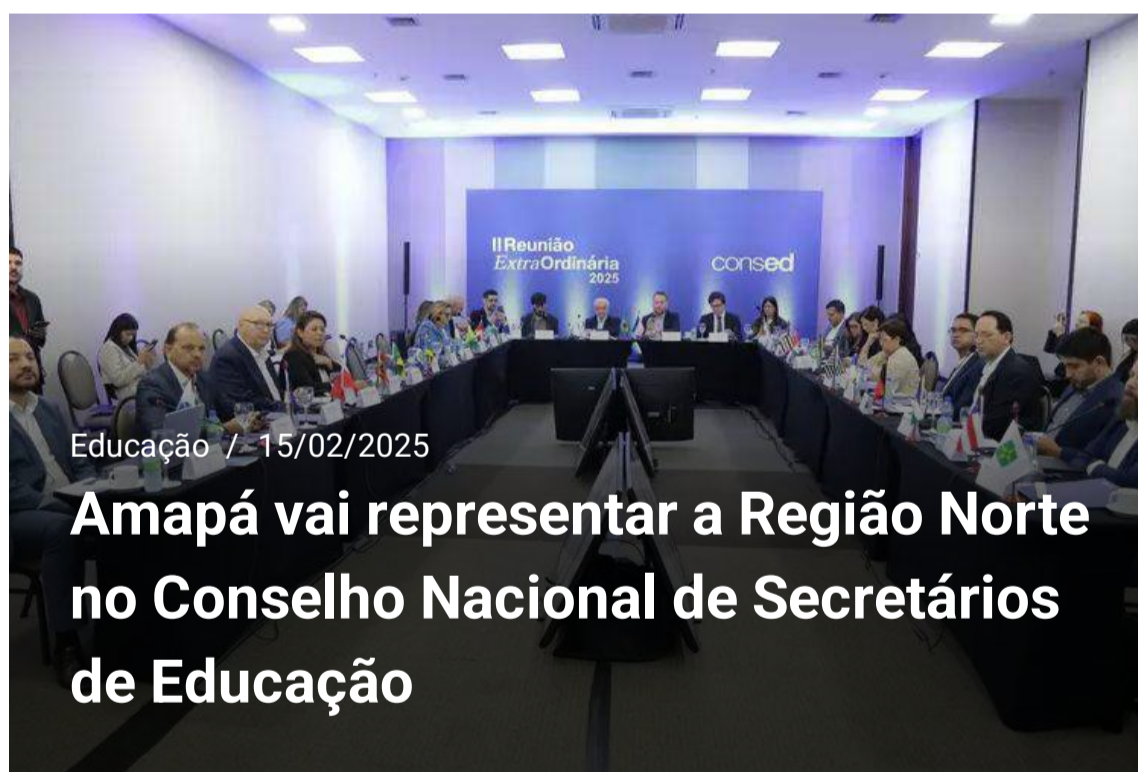 II Reunião
ExtraOrdinária
2025
consed
Educação / 15/02/2025
Amapá vai representar a Região Norte
no Conselho Nacional de Secretários
de Educação